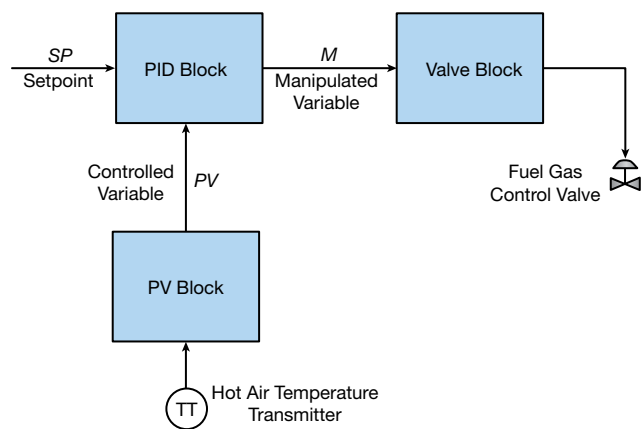 SP
Setpoint
PID Block
M
Manipulated
Variable
Valve Block
Fuel Gas
Control Valve
Controlled
Variable
PV
PV Block
TT
Hot Air Temperature
Transmitter